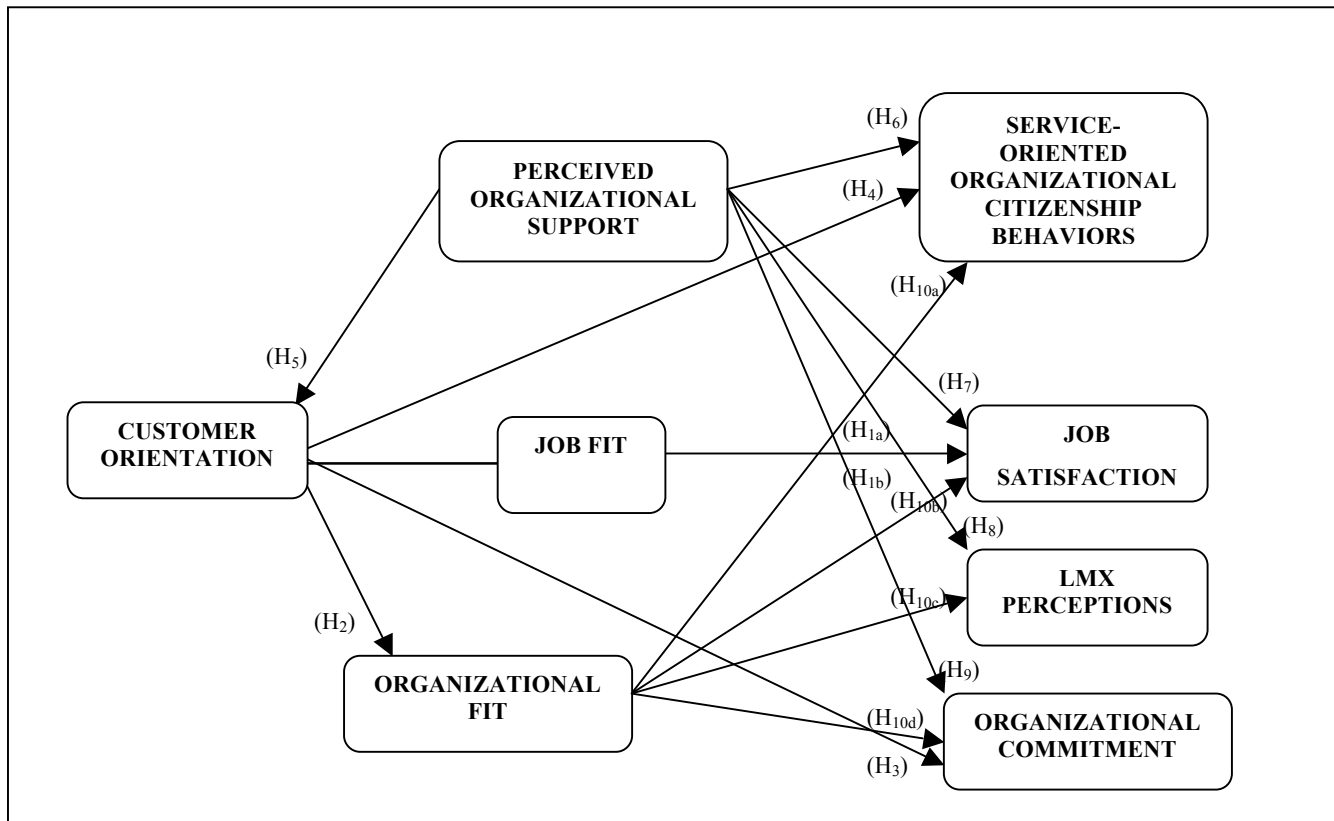 SERVICE-
ORIENTED
ORGANIZATIONAL
CITIZENSHIP
BEHAVIORS
(H₆)
PERCEIVED
ORGANIZATIONAL
SUPPORT
(H₄)
(H₁₀ₐ)
(H₅)
(H₇)
CUSTOMER
ORIENTATION
JOB FIT
(H₁ₐ)
JOB
SATISFACTION
(H₁b)
(H₁₀b)
(H₈)
LMX
PERCEPTIONS
(H₁₀c)
(H₂)
(H₉)
ORGANIZATIONAL
FIT
(H₁₀d)
ORGANIZATIONAL
COMMITMENT
(H₃)